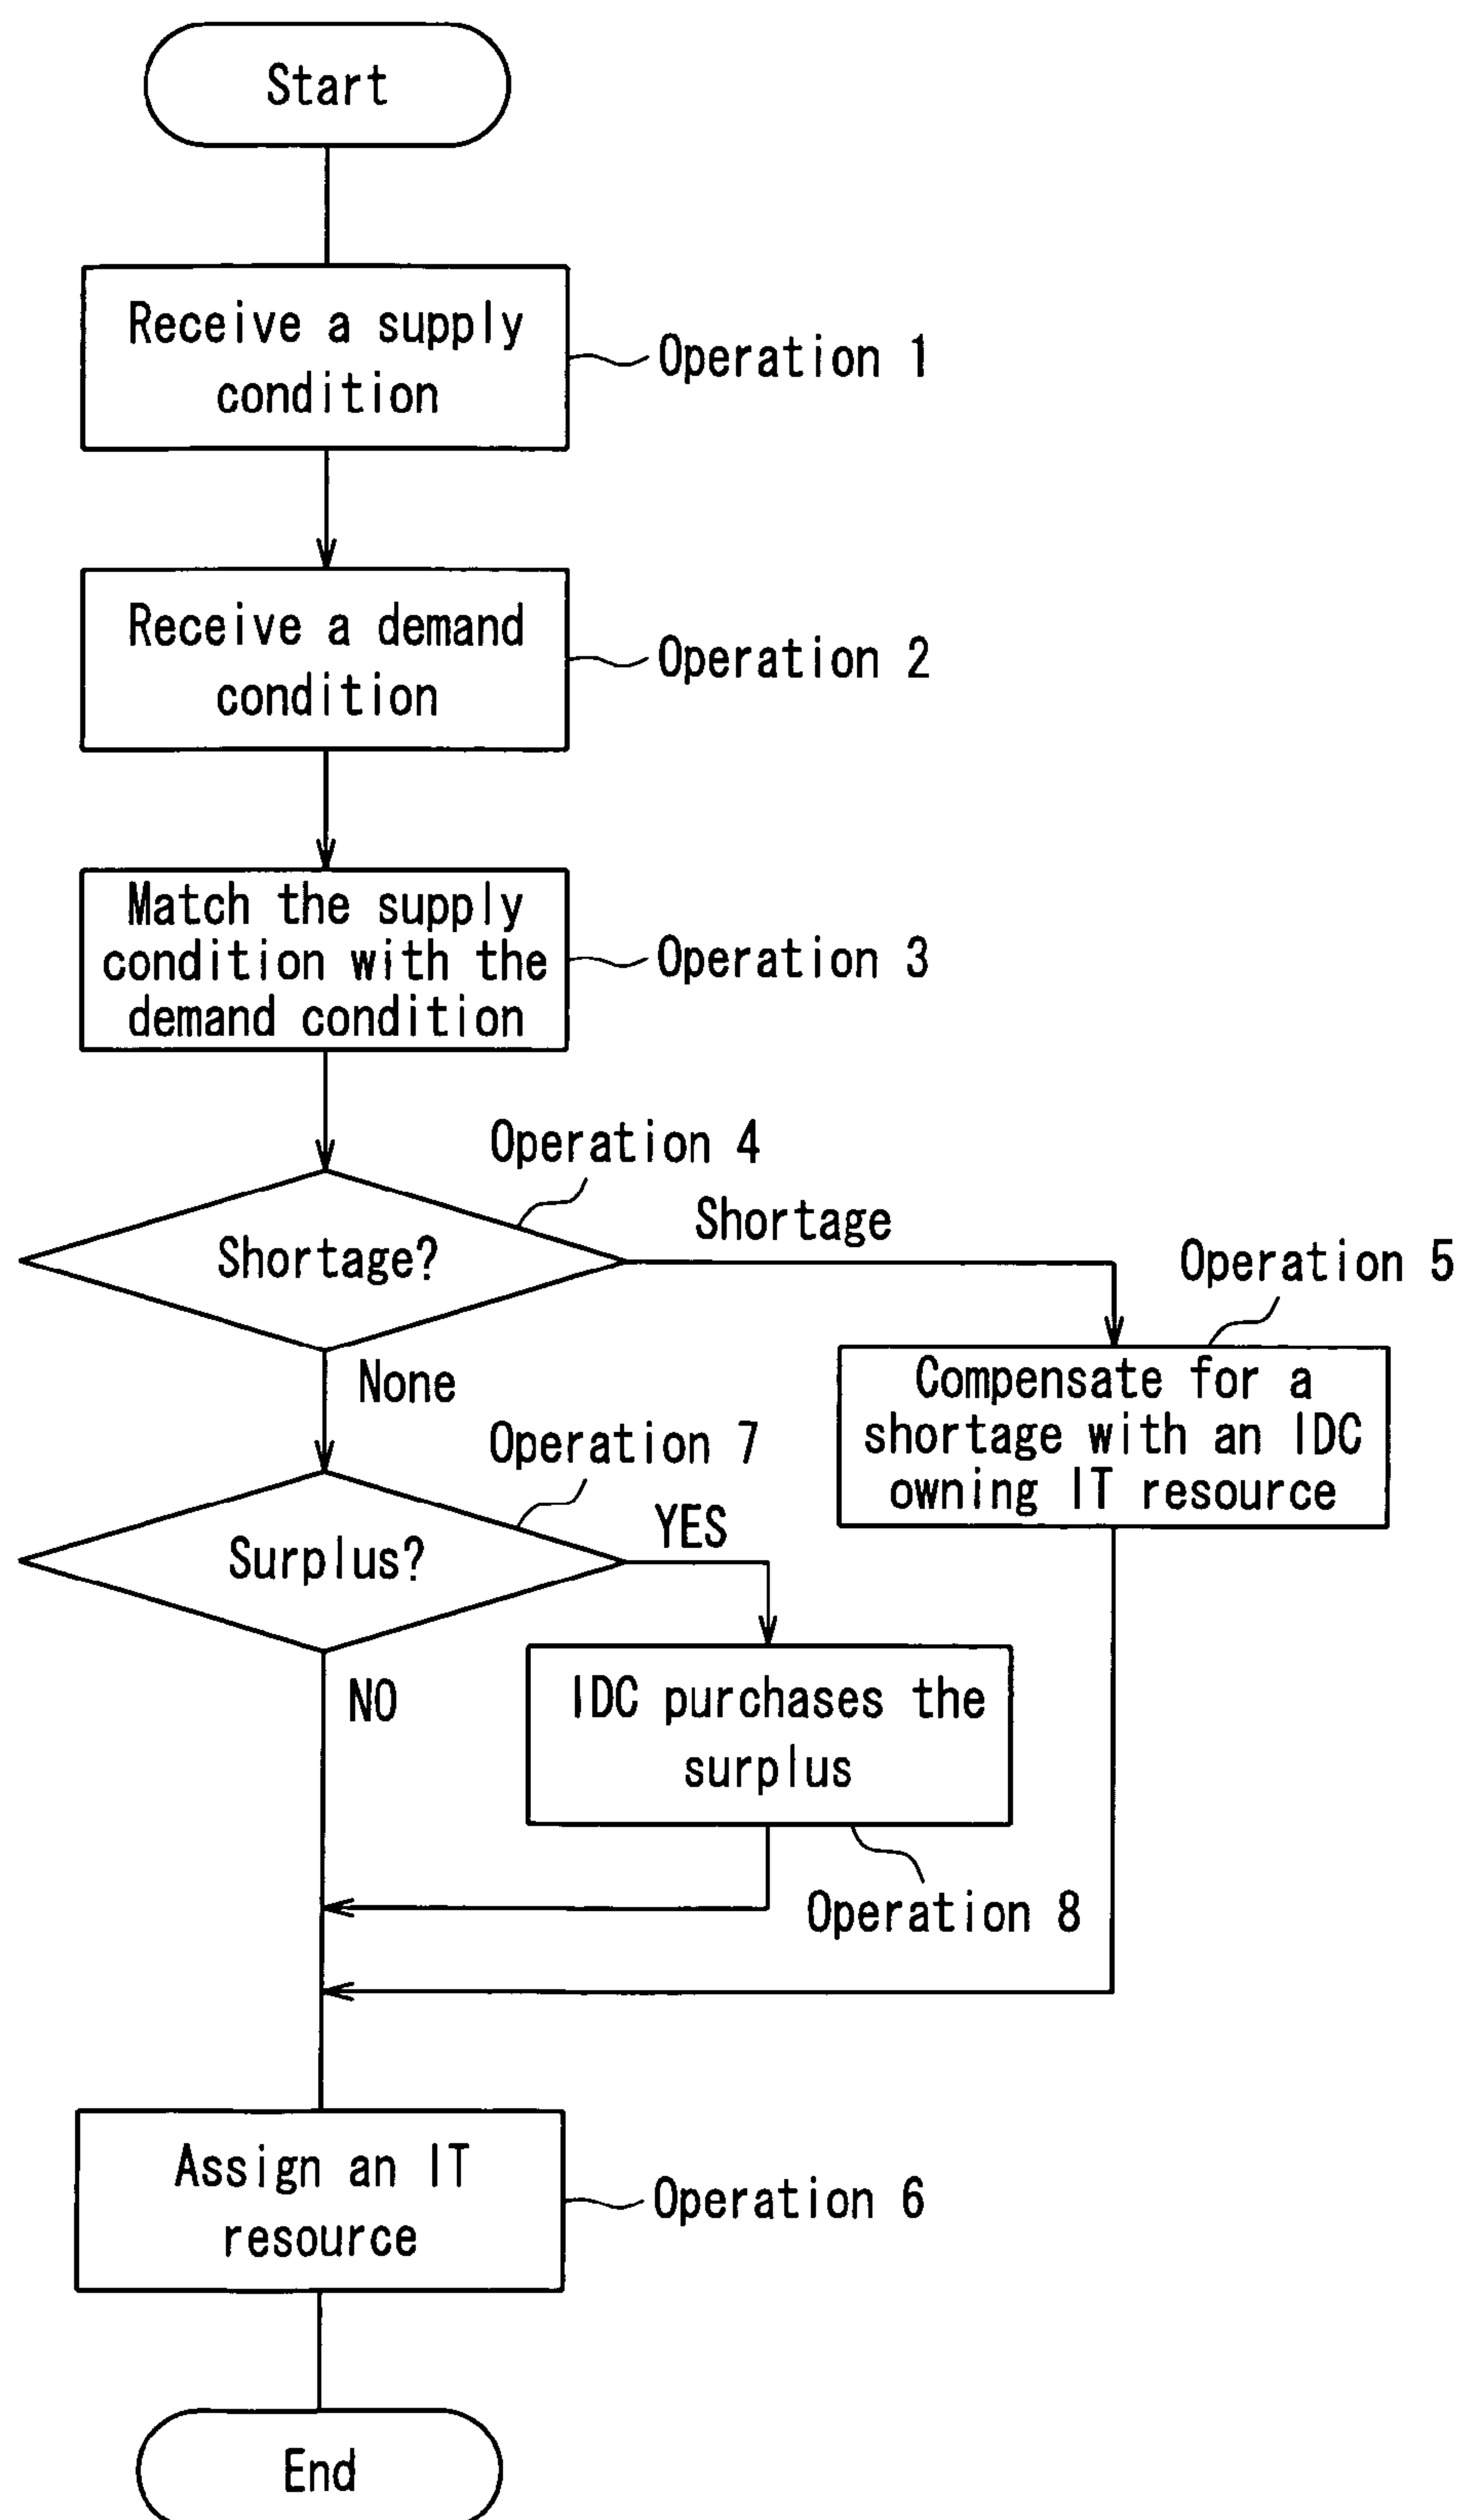 Start
Receive a supply
condition
Operation 1
Receive a demand
condition
Operation 2
Match the supply
condition with the
demand condition
Operation 3
Operation 4
Shortage?
Shortage
None
Operation 5
Compensate for a
shortage with an IDC
owning IT resource
Operation 7
Surplus?
YES
NO
IDC purchases the
surplus
Operation 8
Assign an IT
resource
Operation 6
End